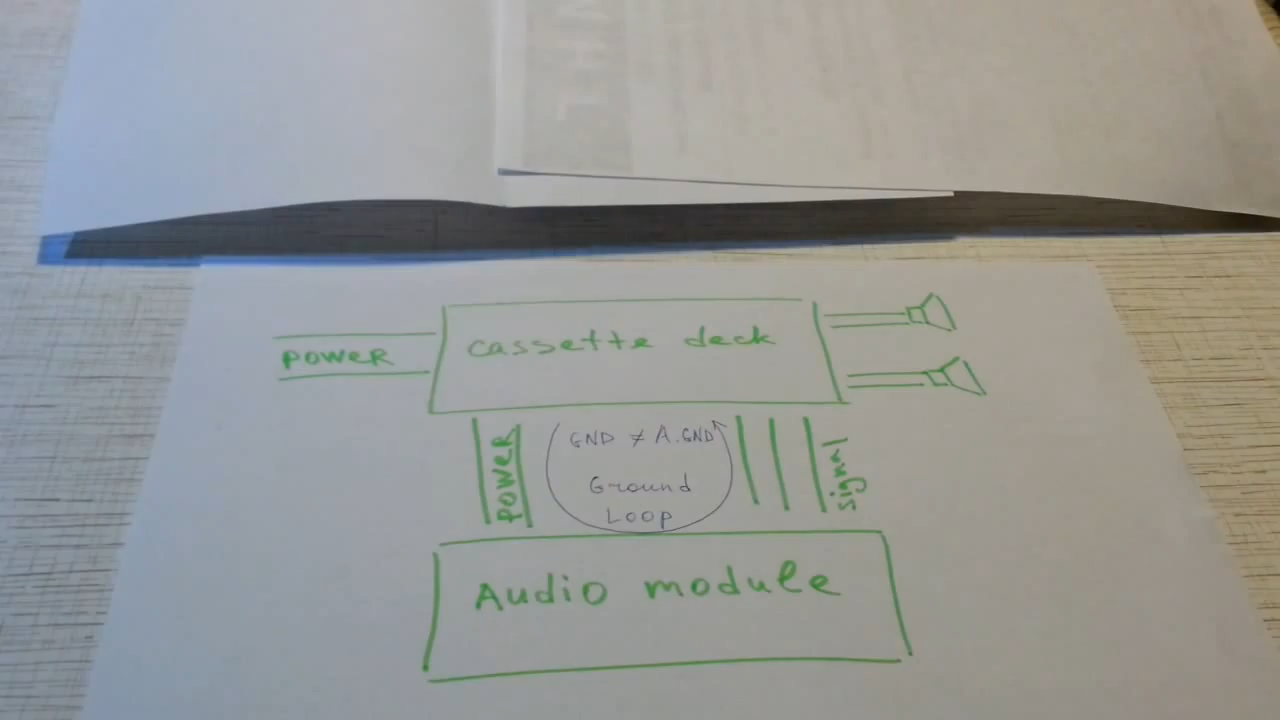 cassette deck
POWER
POWER
GND ≠ A.GND
Ground
LOOP
signal
Audio module